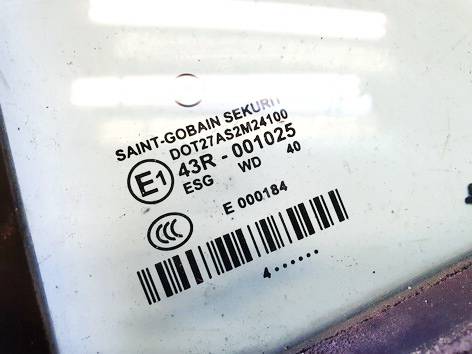 SAINT-GOBAIN SEKURIT
DOT27AS2M24100
E1 43R - 001025
ESG WD 40
E 000184
CCC
4......